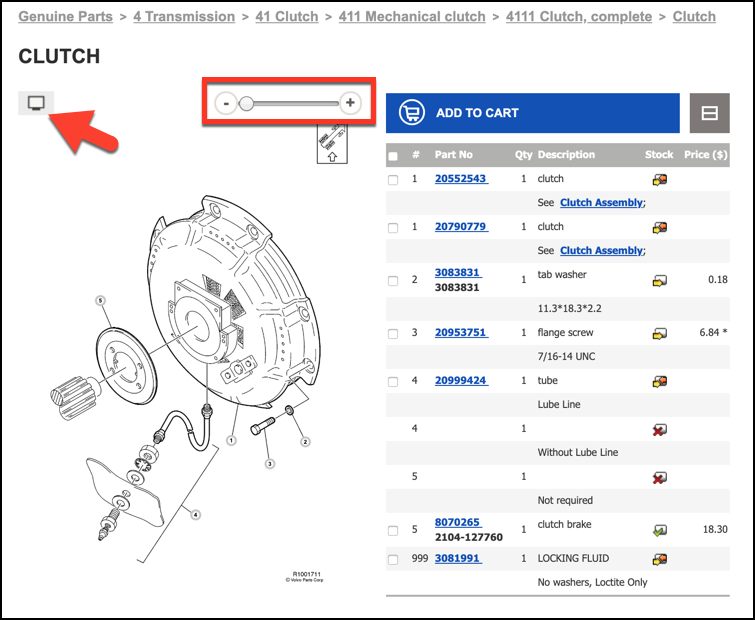 Genuine Parts > 4 Transmission > 41 Clutch > 411 Mechanical clutch > 4111 Clutch, complete > Clutch
CLUTCH
- +
ADD TO CART
# Part No Qty Description Stock Price ($)
1 20552543 1 clutch
See Clutch Assembly;
1 20790779 1 clutch
See Clutch Assembly;
2 3083831 1 tab washer 0.18
3083831
11.3*18.3*2.2
3 20953751 1 flange screw 6.84 *
7/16-14 UNC
4 20999424 1 tube
Lube Line
4 1
Without Lube Line
5 1
Not required
5 8070265 1 clutch brake 18.30
2104-127760
999 3081991 1 LOCKING FLUID
No washers, Loctite Only
5
1
2
3
4
R1001711
© Volvo Parts Corp